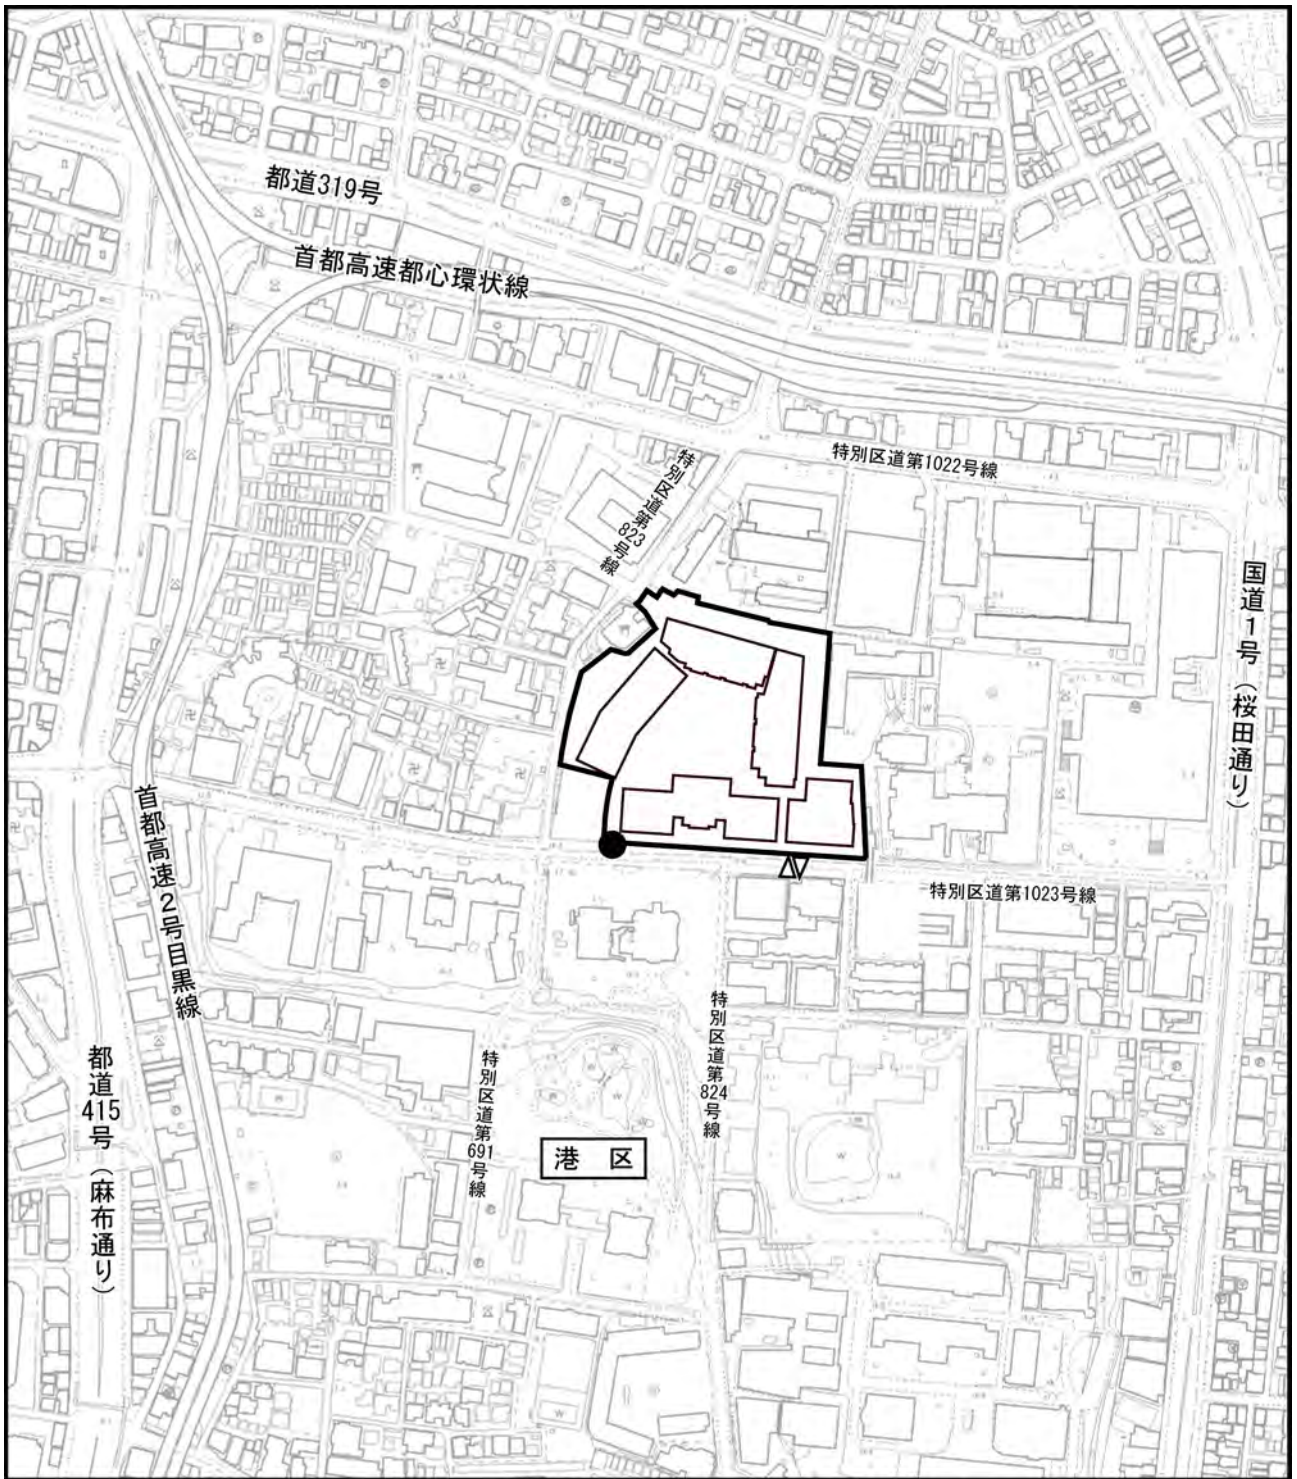 都道319号
首都高速都心環状線
特別区道第1022号線
特別区道第823号線
国道1号(桜田通り)
首都高速2号目黒線
特別区道第1023号線
特別区道第824号線
都道415号(麻布通り)
特別区道第691号線
港 区